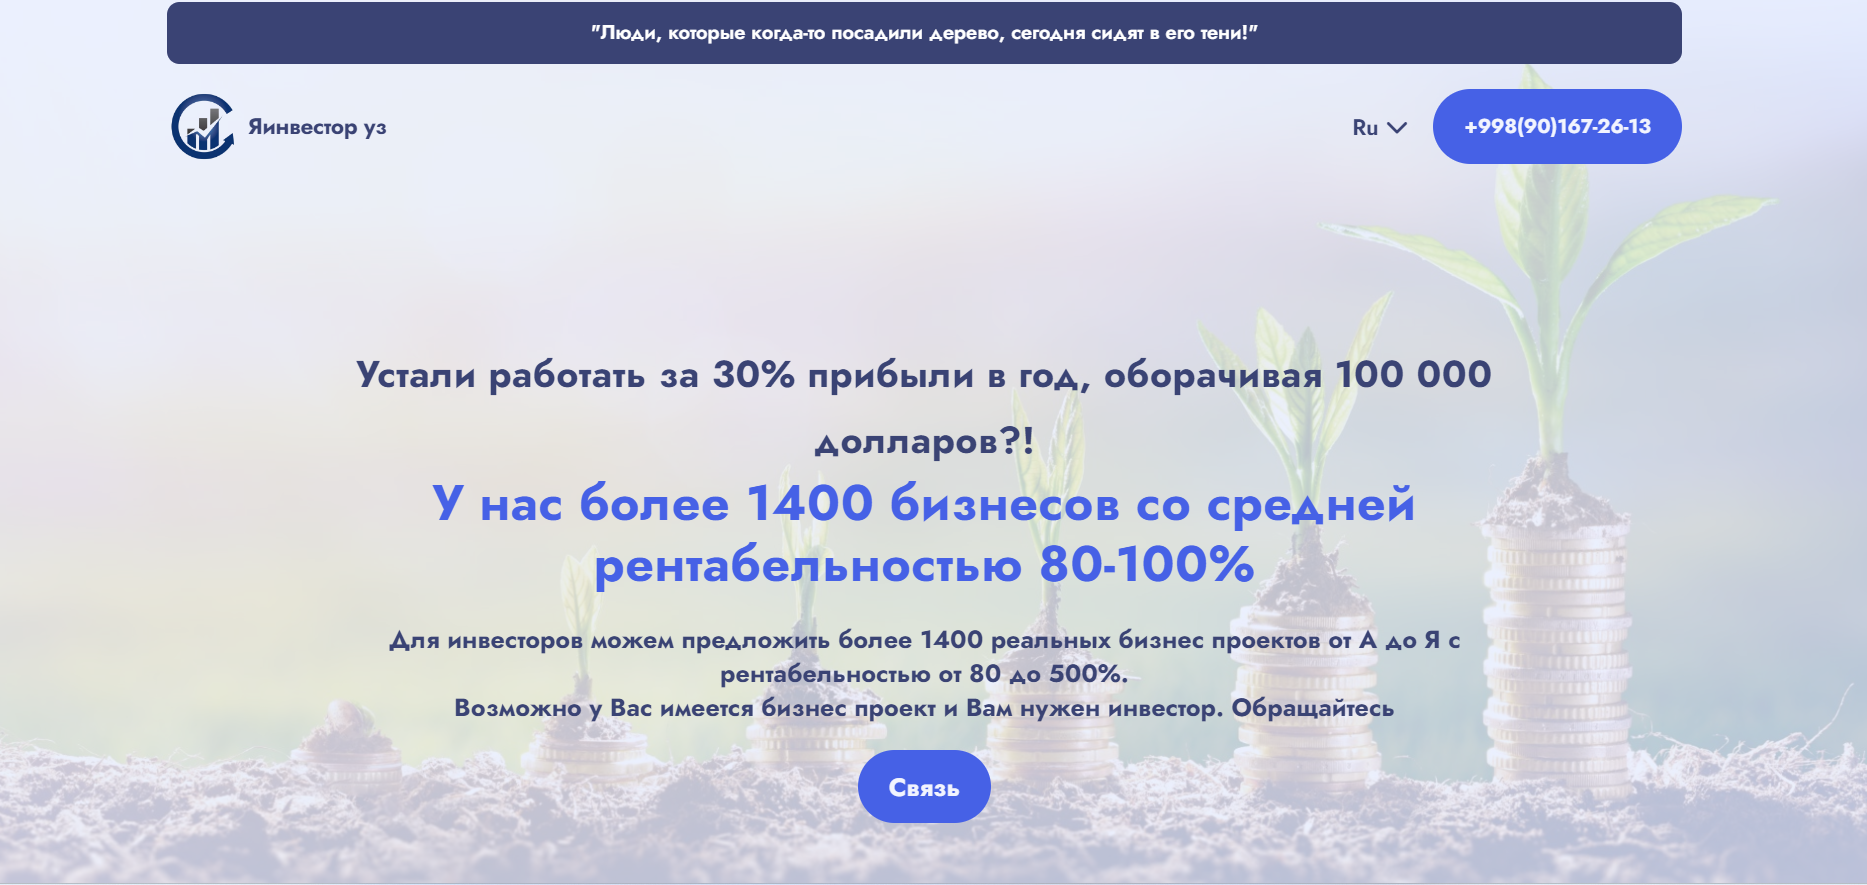 "Люди, которые когда-то посадили дерево, сегодня сидят в его тени!"
Яинвестор уз
Ru
+998(90)167-26-13
Устали работать за 30% прибыли в год, оборачивая 100 000
долларов?!
У нас более 1400 бизнесов со средней
рентабельностью 80-100%
Для инвесторов можем предложить более 1400 реальных бизнес проектов от А до Я с
рентабельностью от 80 до 500%.
Возможно у Вас имеется бизнес проект и Вам нужен инвестор. Обращайтесь
Связь